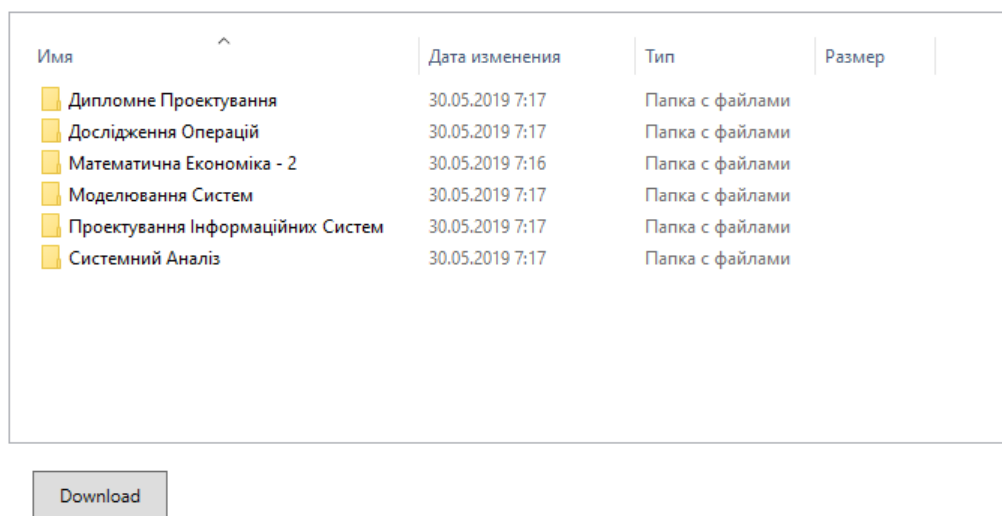 Имя Дата изменения Тип Размер
Дипломне Проектування 30.05.2019 7:17 Папка с файлами
Дослідження Операцій 30.05.2019 7:17 Папка с файлами
Математична Економіка - 2 30.05.2019 7:16 Папка с файлами
Моделювання Систем 30.05.2019 7:17 Папка с файлами
Проектування Інформаційних Систем 30.05.2019 7:17 Папка с файлами
Системний Аналіз 30.05.2019 7:17 Папка с файлами
Download